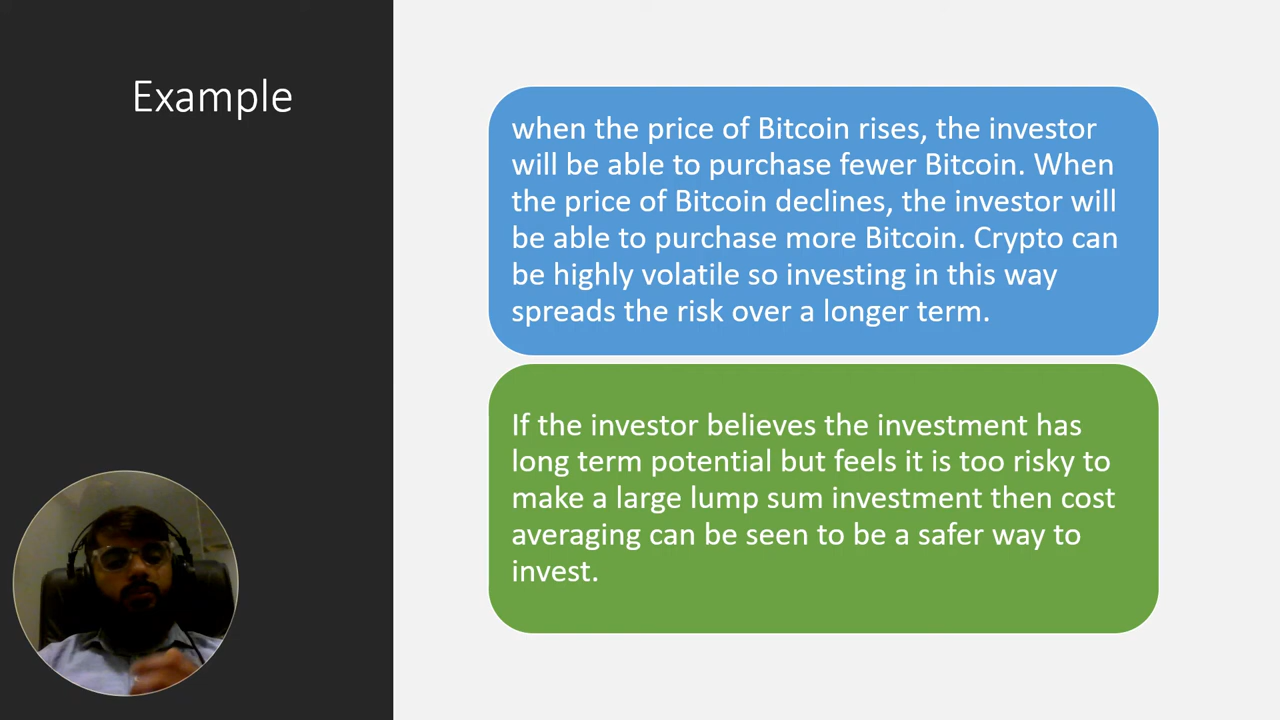 Example
when the price of Bitcoin rises, the investor
will be able to purchase fewer Bitcoin. When
the price of Bitcoin declines, the investor will
be able to purchase more Bitcoin. Crypto can
be highly volatile so investing in this way
spreads the risk over a longer term.
If the investor believes the investment has
long term potential but feels it is too risky to
make a large lump sum investment then cost
averaging can be seen to be a safer way to
invest.